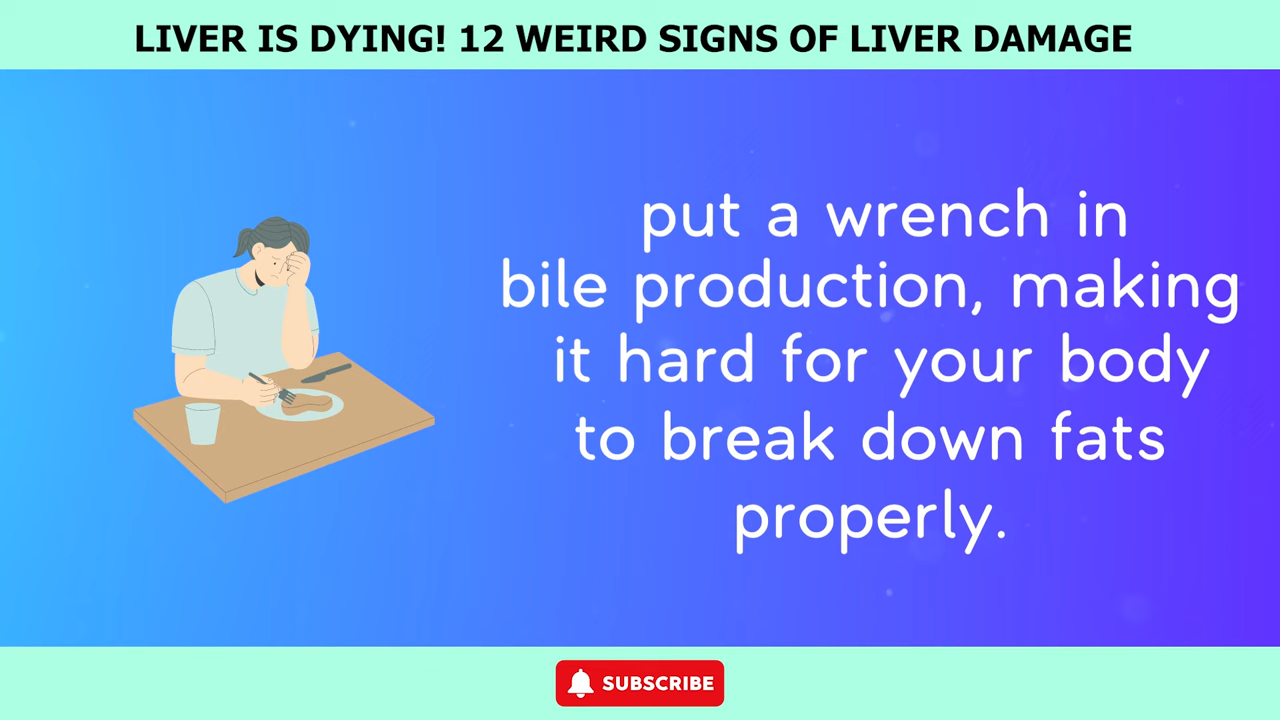 LIVER IS DYING! 12 WEIRD SIGNS OF LIVER DAMAGE
put a wrench in
bile production, making
it hard for your body
to break down fats
properly.
SUBSCRIBE